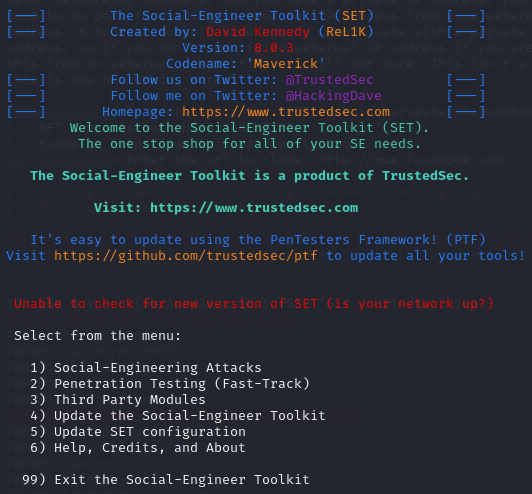 [---] The Social-Engineer Toolkit (SET) [---]
[---] Created by: David Kennedy (ReL1K) [---]
Version: 8.0.3
Codename: 'Maverick'
[---] Follow us on Twitter: @TrustedSec [---]
[---] Follow me on Twitter: @HackingDave [---]
[---] Homepage: https://www.trustedsec.com [---]
Welcome to the Social-Engineer Toolkit (SET).
The one stop shop for all of your SE needs.
The Social-Engineer Toolkit is a product of TrustedSec.
Visit: https://www.trustedsec.com
It's easy to update using the PenTesters Framework! (PTF)
Visit https://github.com/trustedsec/ptf to update all your tools!
Unable to check for new version of SET (is your network up?)
Select from the menu:
1) Social-Engineering Attacks
2) Penetration Testing (Fast-Track)
3) Third Party Modules
4) Update the Social-Engineer Toolkit
5) Update SET configuration
6) Help, Credits, and About
99) Exit the Social-Engineer Toolkit